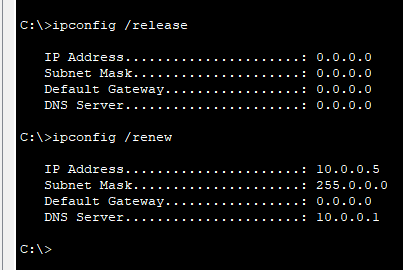 C:\>ipconfig /release
IP Address......................: 0.0.0.0
Subnet Mask.....................: 0.0.0.0
Default Gateway.................: 0.0.0.0
DNS Server......................: 0.0.0.0
C:\>ipconfig /renew
IP Address......................: 10.0.0.5
Subnet Mask.....................: 255.0.0.0
Default Gateway.................: 0.0.0.0
DNS Server......................: 10.0.0.1
C:\>